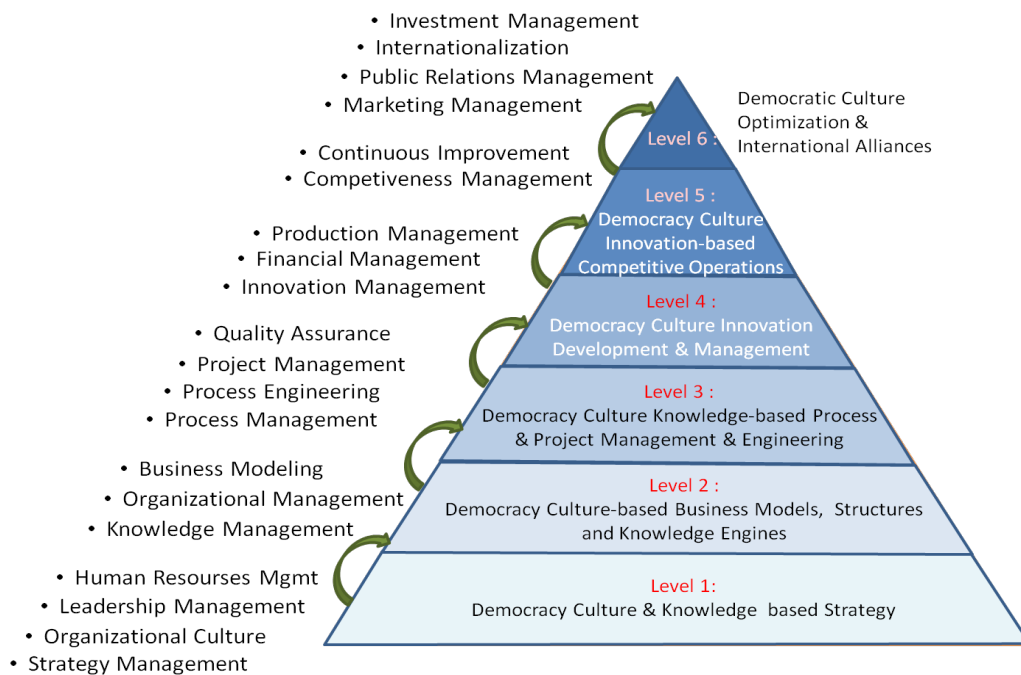 • Investment Management
• Internationalization
• Public Relations Management
• Marketing Management
Democratic Culture
Optimization &
International Alliances
Level 6 :
• Continuous Improvement
• Competiveness Management
Level 5 :
Democracy Culture
Innovation-based
Competitive Operations
• Production Management
• Financial Management
• Innovation Management
Level 4 :
Democracy Culture Innovation
Development & Management
• Quality Assurance
• Project Management
• Process Engineering
• Process Management
Level 3 :
Democracy Culture Knowledge-based Process
& Project Management & Engineering
• Business Modeling
• Organizational Management
• Knowledge Management
Level 2 :
Democracy Culture-based Business Models, Structures
and Knowledge Engines
• Human Resourses Mgmt
• Leadership Management
• Organizational Culture
• Strategy Management
Level 1:
Democracy Culture & Knowledge based Strategy